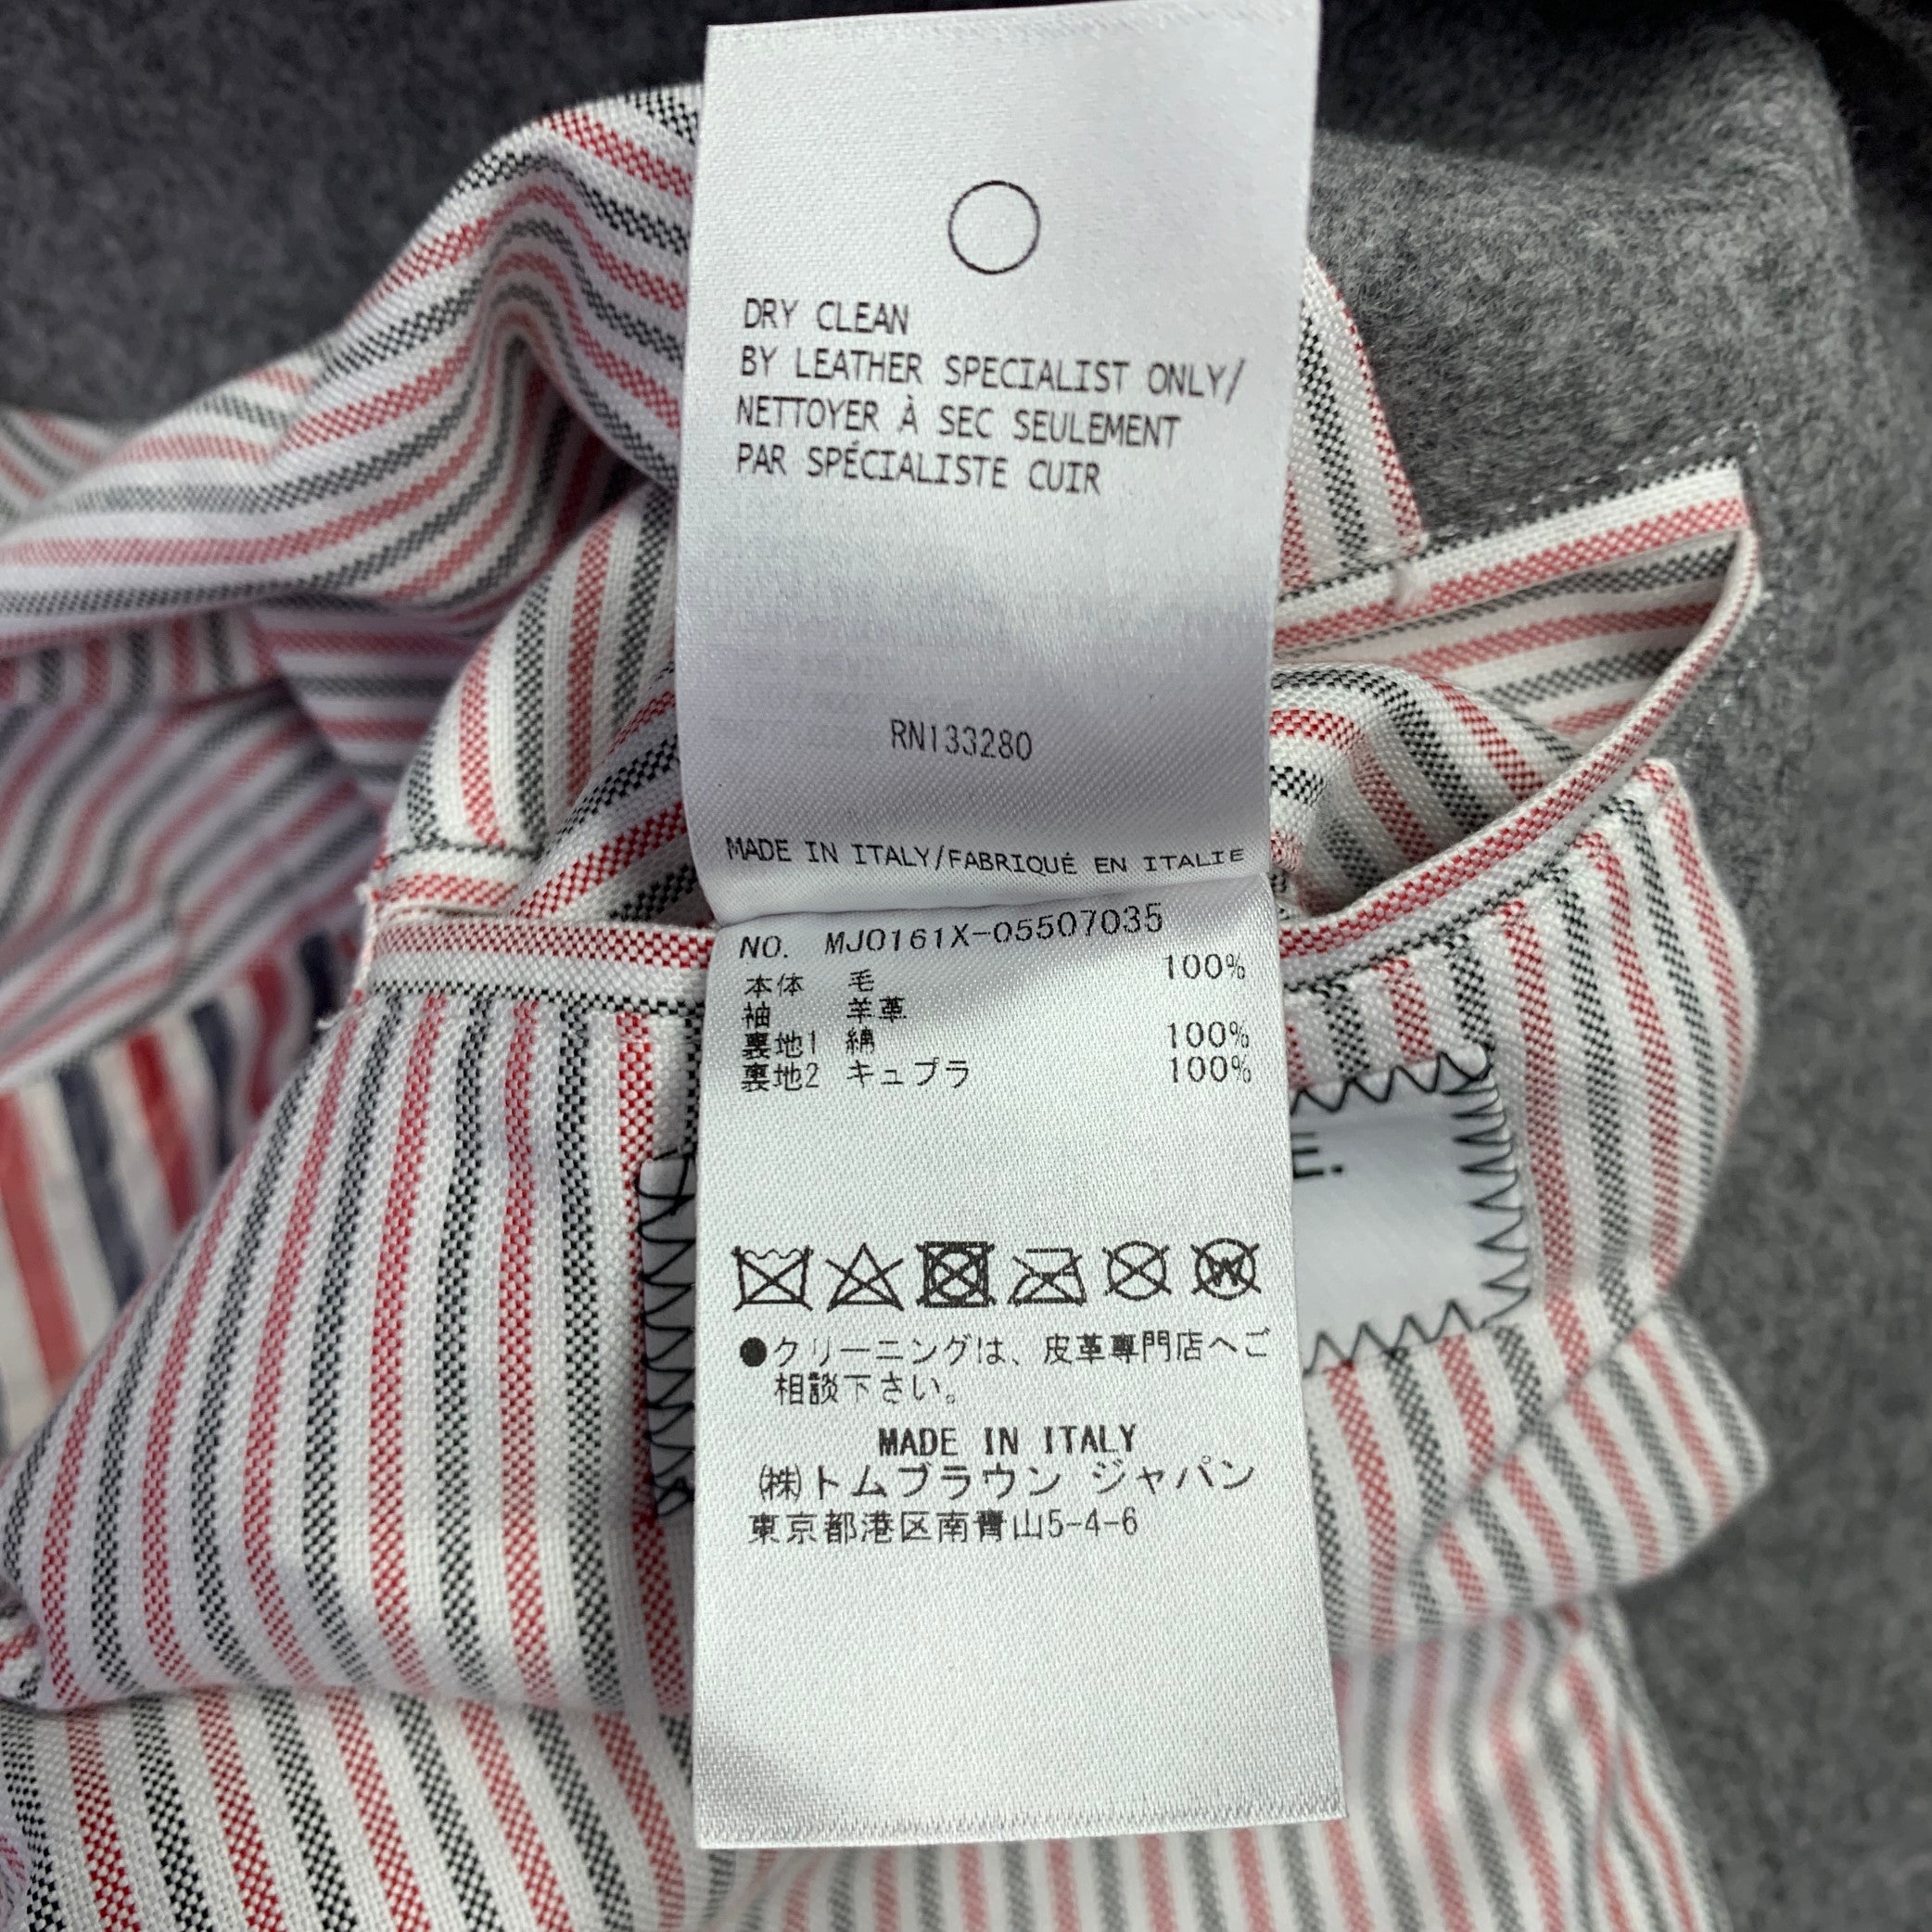 DRY CLEAN
BY LEATHER SPECIALIST ONLY/
NETTOYER À SEC SEULEMENT
PAR SPÉCIALISTE CUIR
RN133280
MADE IN ITALY/FABRIQUÉ EN ITALIE
NO. MJ0161X-05507035
本体 毛 100%
袖 羊革
裏地1 綿 100%
裏地2 キュプラ 100%
W
E.
●クリーニングは、皮革専門店へご
相談下さい。
MADE IN ITALY
㈱トムブラウン ジャパン
東京都港区南青山5-4-6